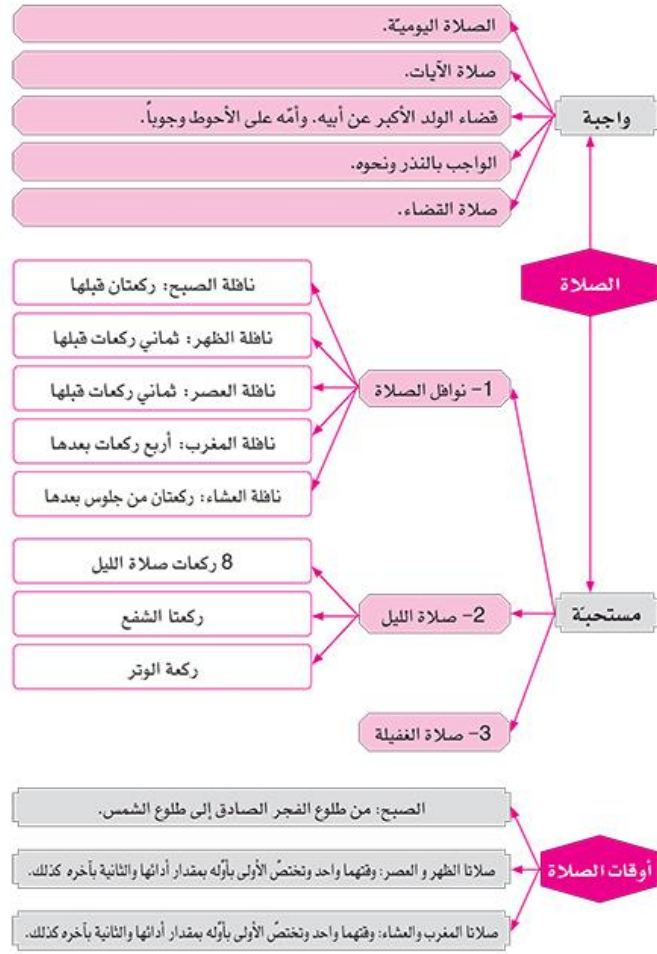 الصلاة
واجبة
الصلاة اليوميّة.
صلاة الآيات.
قضاء الولد الأكبر عن أبيه. وأمّه على الأحوط وجوباً.
الواجب بالنذر ونحوه.
صلاة القضاء.
مستحبّة
1- نوافل الصلاة
نافلة الصبح: ركعتان قبلها
نافلة الظهر: ثماني ركعات قبلها
نافلة العصر: ثماني ركعات قبلها
نافلة المغرب: أربع ركعات بعدها
نافلة العشاء: ركعتان من جلوس بعدها
2- صلاة الليل
8 ركعات صلاة الليل
ركعتا الشفع
ركعة الوتر
3- صلاة الغفيلة
أوقات الصلاة
الصبح: من طلوع الفجر الصادق إلى طلوع الشمس.
صلاتا الظهر و العصر: وقتهما واحد وتختصّ الأولى بأوّله بمقدار أدائها والثانية بآخره كذلك.
صلاتا المغرب والعشاء: وقتهما واحد وتختصّ الأولى بأوّله بمقدار أدائها والثانية بآخره كذلك.